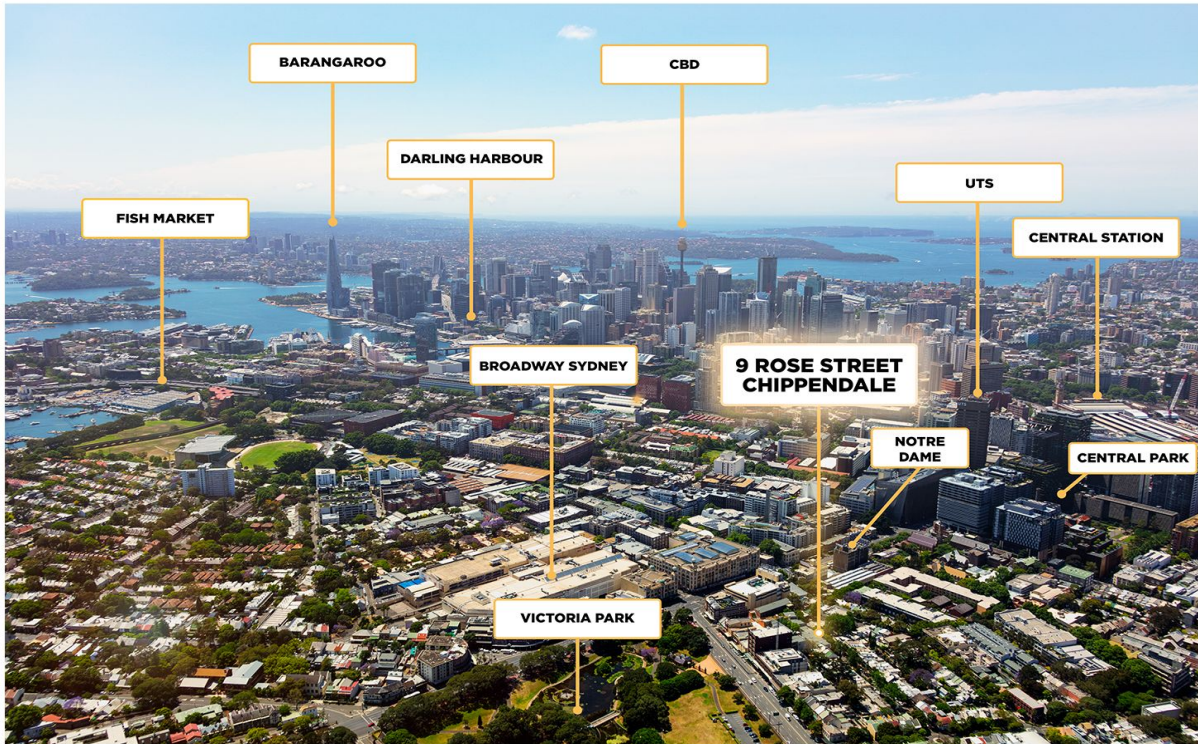 BARANGAROO
CBD
DARLING HARBOUR
UTS
FISH MARKET
CENTRAL STATION
BROADWAY SYDNEY
9 ROSE STREET
CHIPPENDALE
NOTRE
DAME
CENTRAL PARK
VICTORIA PARK